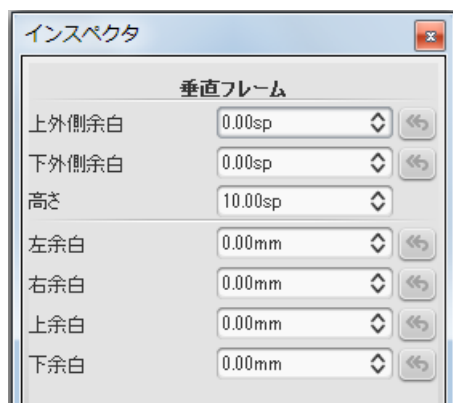 インスペクタ
垂直フレーム
上外側余白 0.00sp
下外側余白 0.00sp
高さ 10.00sp
左余白 0.00mm
右余白 0.00mm
上余白 0.00mm
下余白 0.00mm